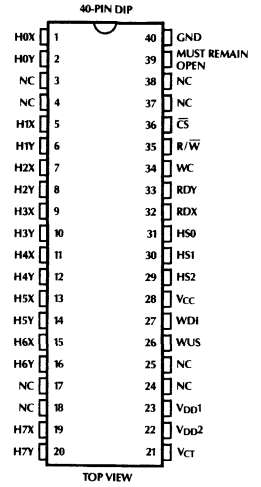 40-PIN DIP
H0X 1 40 GND
H0Y 2 39 MUST REMAIN OPEN
NC 3 38 NC
NC 4 37 NC
H1X 5 36 C̅S̅
H1Y 6 35 R/W̅
H2X 7 34 WC
H2Y 8 33 RDY
H3X 9 32 RDX
H3Y 10 31 HS0
H4X 11 30 HS1
H4Y 12 29 HS2
H5X 13 28 VCC
H5Y 14 27 WDI
H6X 15 26 WUS
H6Y 16 25 NC
NC 17 24 NC
NC 18 23 VDD1
H7X 19 22 VDD2
H7Y 20 21 VCT
TOP VIEW